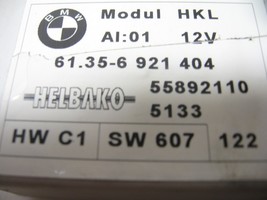 BMW
Modul HKL
AI:01 12V
61.35-6 921 404
HELBAKO
55892110
5133
HW C1 SW 607 122